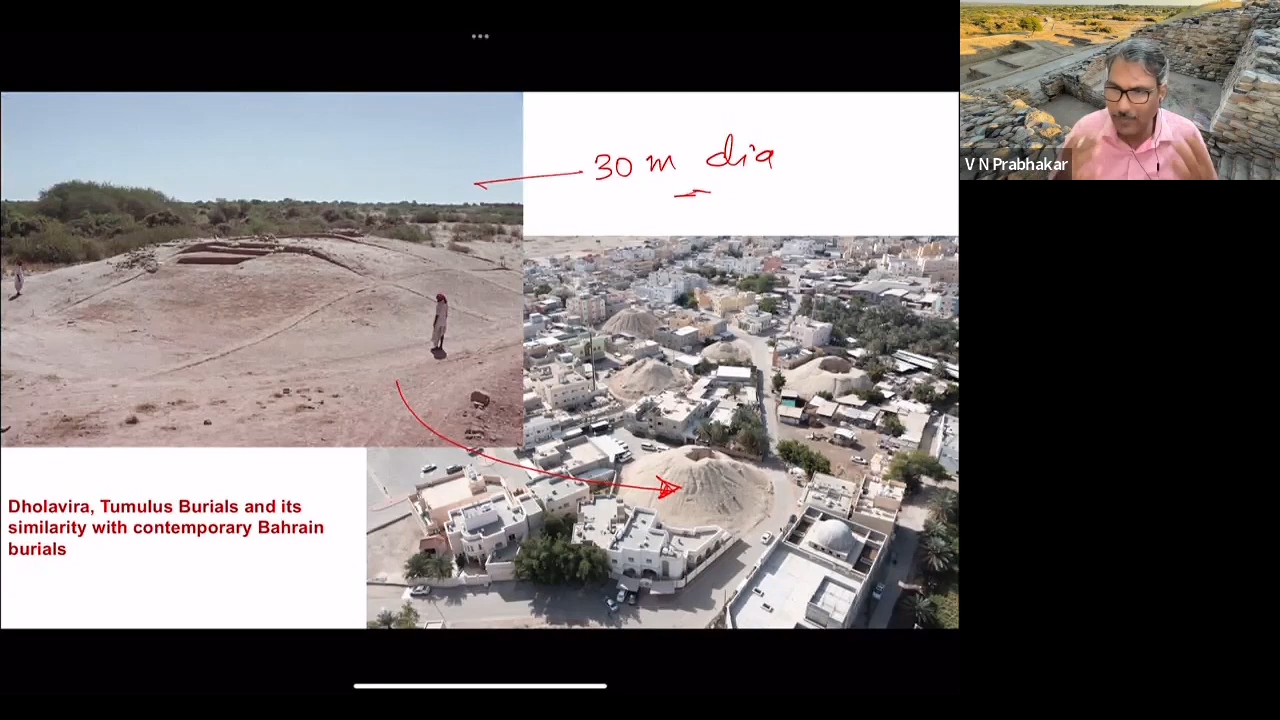 30 m dia
V N Prabhakar
Dholavira, Tumulus Burials and its
similarity with contemporary Bahrain
burials